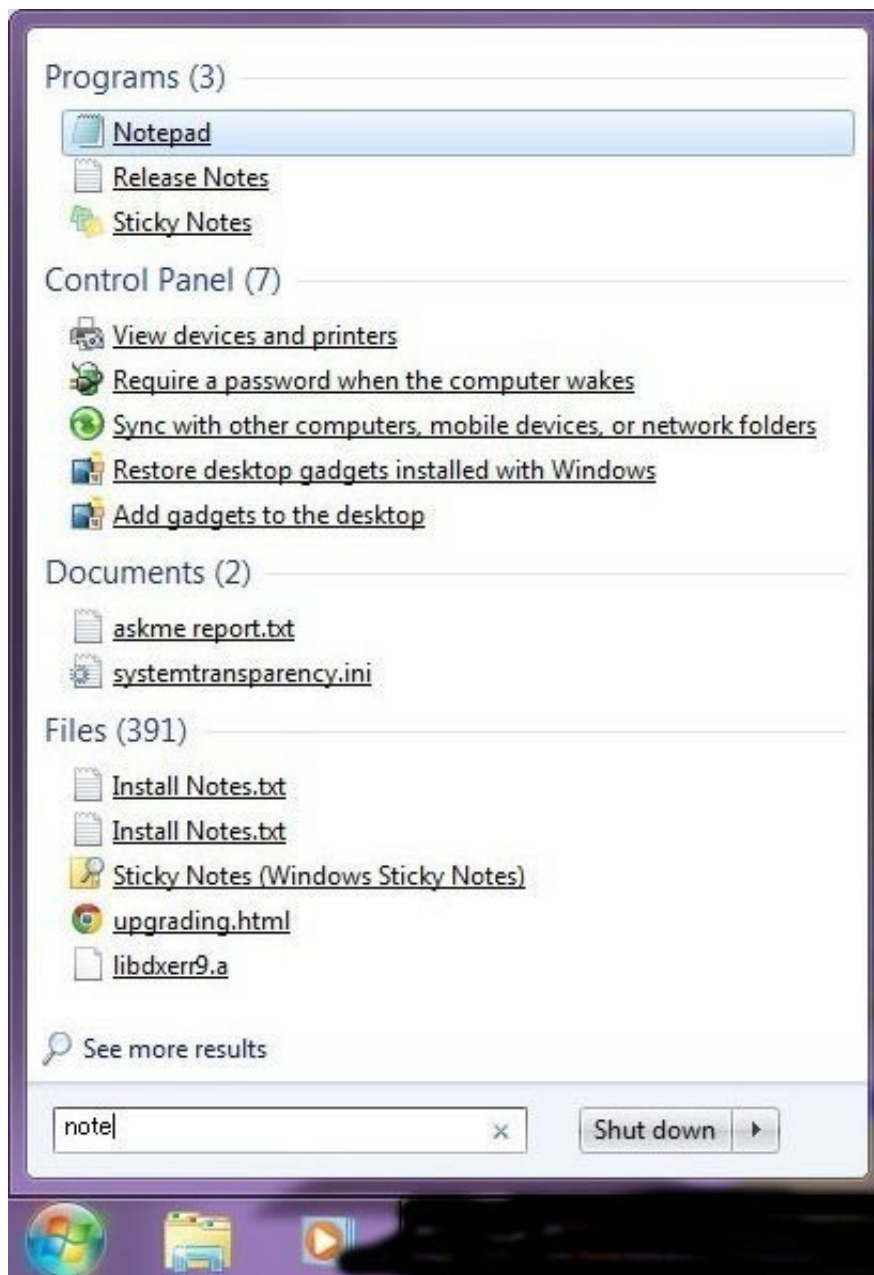 Programs (3)
Notepad
Release Notes
Sticky Notes
Control Panel (7)
View devices and printers
Require a password when the computer wakes
Sync with other computers, mobile devices, or network folders
Restore desktop gadgets installed with Windows
Add gadgets to the desktop
Documents (2)
askme report.txt
systemtransparency.ini
Files (391)
Install Notes.txt
Install Notes.txt
Sticky Notes (Windows Sticky Notes)
upgrading.html
libdxerr9.a
See more results
note
Shut down